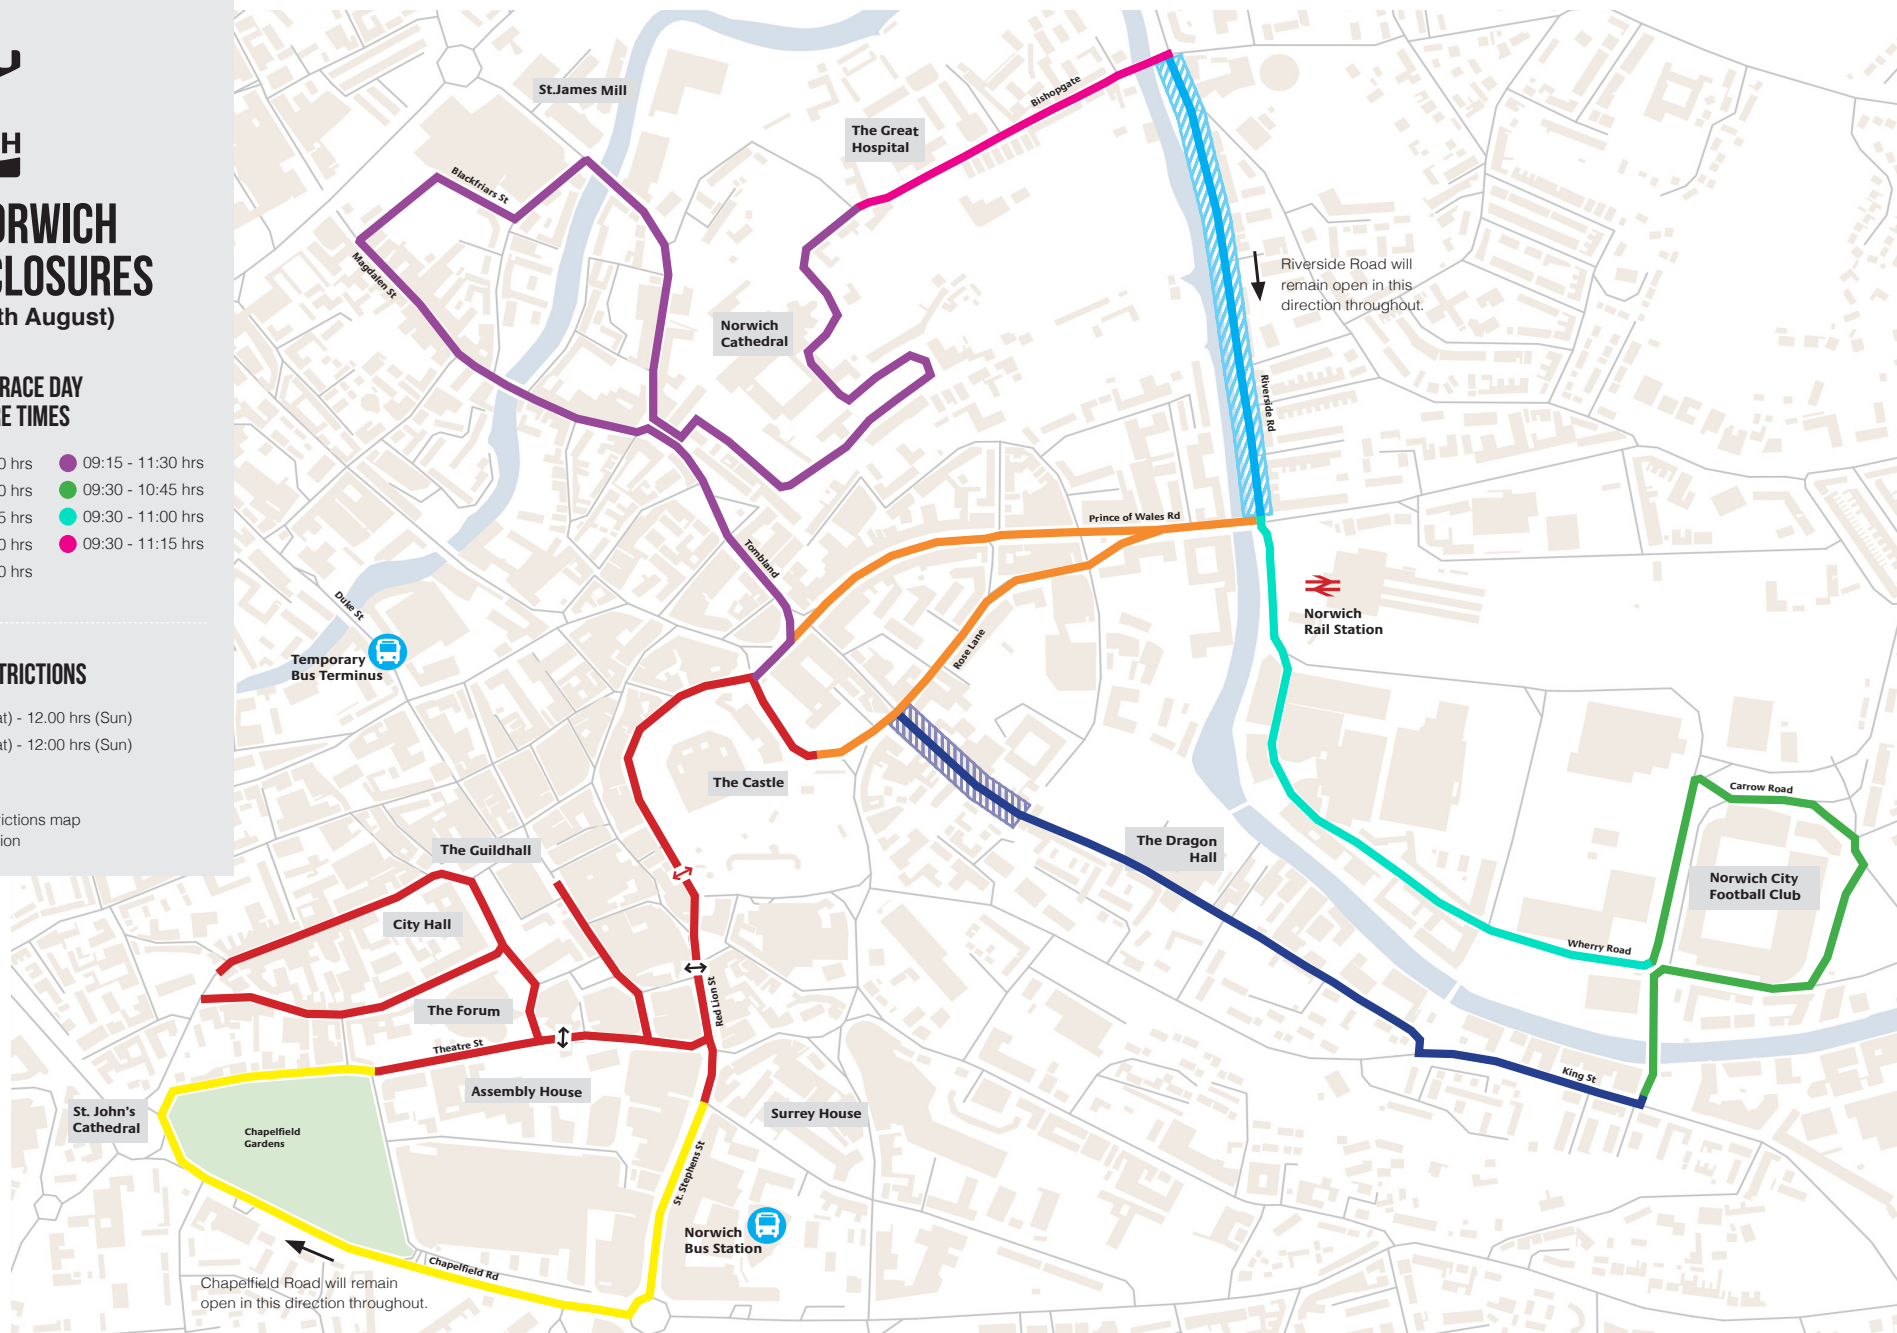 H
ORWICH
CLOSURES
th August)
RACE DAY
RE TIMES
0 hrs
09:15 - 11:30 hrs
0 hrs
09:30 - 10:45 hrs
5 hrs
09:30 - 11:00 hrs
0 hrs
09:30 - 11:15 hrs
0 hrs
TRICTIONS
at) - 12.00 hrs (Sun)
at) - 12:00 hrs (Sun)
rictions map
ion
St.James Mill
The Great
Hospital
Bishopgate
Blackfriars St
Magdalen St
Norwich
Cathedral
Riverside Road will
remain open in this
direction throughout.
Riverside Rd
Prince of Wales Rd
Tombland
Duke St
Temporary
Bus Terminus
Rose Lane
Norwich
Rail Station
The Castle
The Guildhall
City Hall
The Forum
Theatre St
Red Lion St
Assembly House
Surrey House
St. John's
Cathedral
Chapelfield
Gardens
St. Stephens St
Norwich
Bus Station
Chapelfield Rd
Chapelfield Road will remain
open in this direction throughout.
The Dragon
Hall
Carrow Road
Norwich City
Football Club
Wherry Road
King St